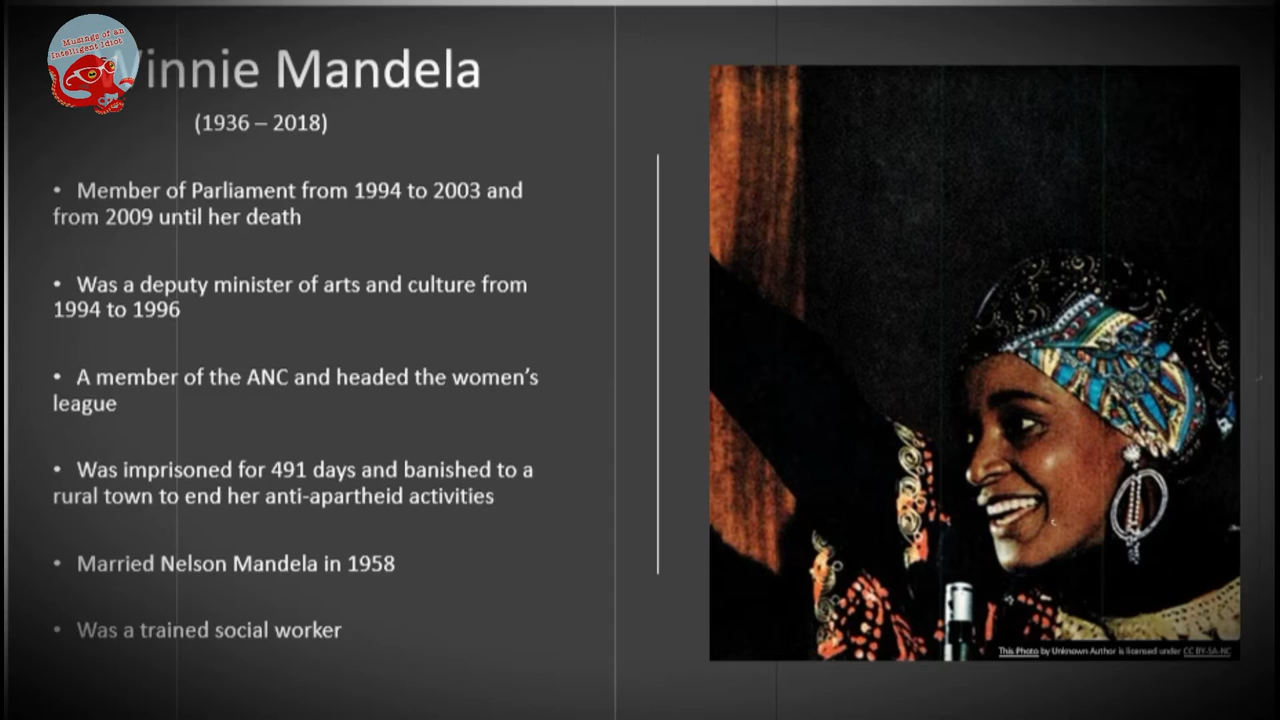 Musings of an
Intelligent Idiot
Winnie Mandela
(1936 – 2018)
• Member of Parliament from 1994 to 2003 and
from 2009 until her death
• Was a deputy minister of arts and culture from
1994 to 1996
• A member of the ANC and headed the women’s
league
• Was imprisoned for 491 days and banished to a
rural town to end her anti-apartheid activities
• Married Nelson Mandela in 1958
• Was a trained social worker
This Photo by Unknown Author is licensed under CC BY-SA-NC